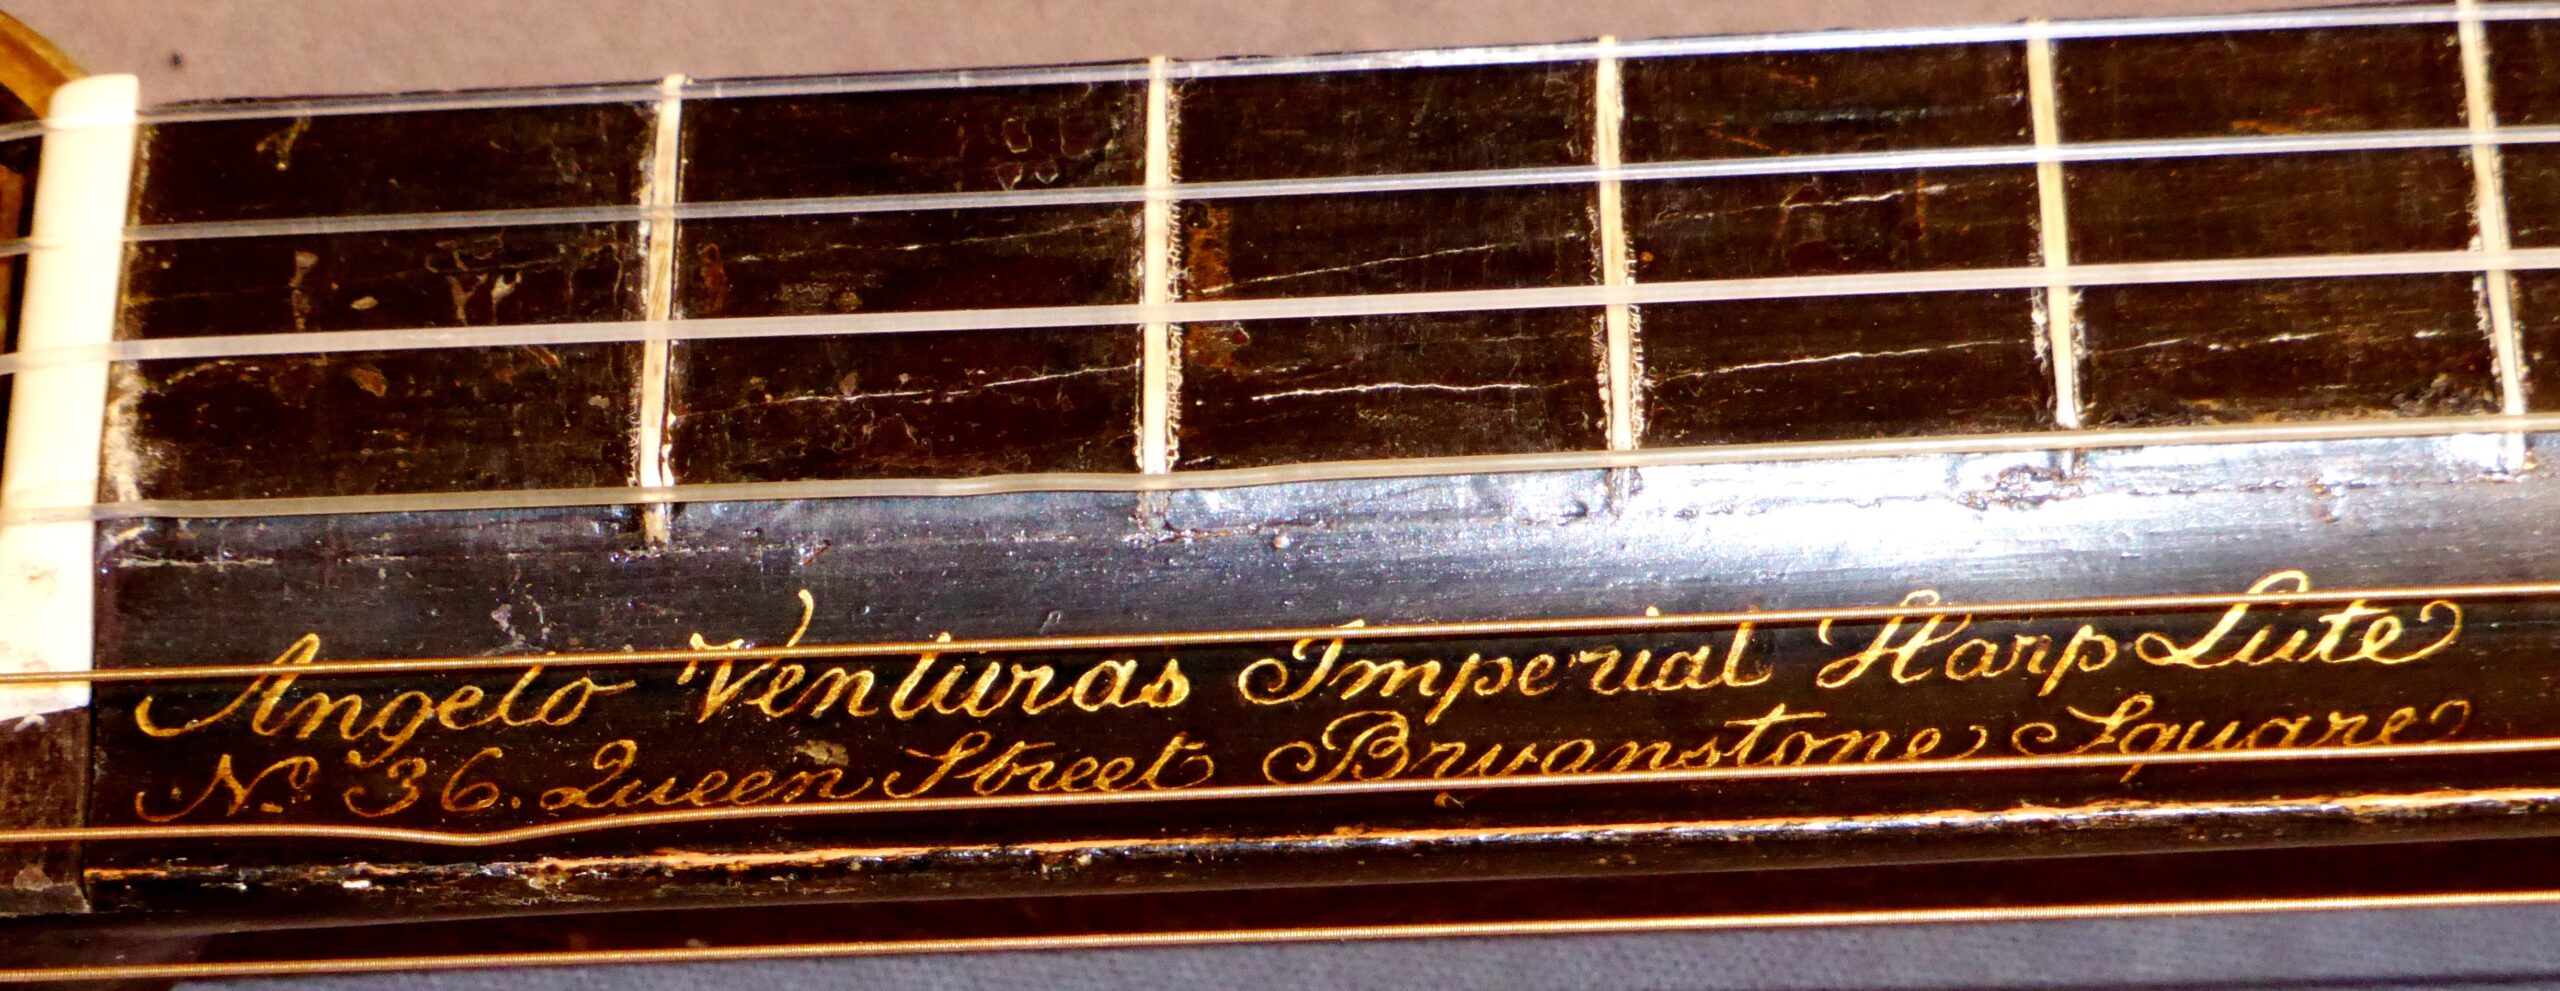 Angelo Venturas Imperial Harp Lute
No. 36. Queen Street Bryanstone Square